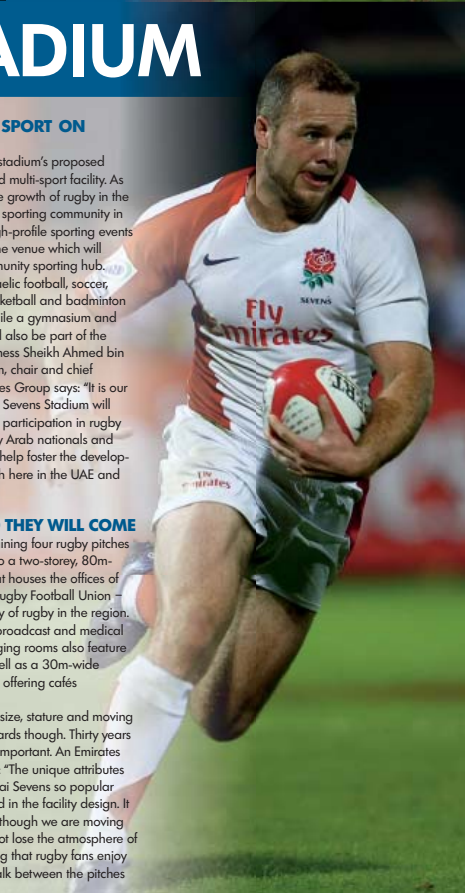 ADIUM
SPORT ON
stadium's proposed
d multi-sport facility. As
e growth of rugby in the
sporting community in
gh-profile sporting events
ne venue which will
munity sporting hub.
helic football, soccer,
ketball and badminton
ile a gymnasium and
d also be part of the
ness Sheikh Ahmed bin
n, chair and chief
es Group says: "It is our
Sevens Stadium will
participation in rugby
y Arab nationals and
help foster the develop-
h here in the UAE and
THEY WILL COME
ining four rugby pitches
o a two-storey, 80m-
at houses the offices of
ugby Football Union –
y of rugby in the region.
broadcast and medical
ging rooms also feature
ell as a 30m-wide
offering cafés
size, stature and moving
ards though. Thirty years
mportant. An Emirates
"The unique attributes
ai Sevens so popular
d in the facility design. It
though we are moving
ot lose the atmosphere of
g that rugby fans enjoy
alk between the pitches
SEVENS
Fly
Emirates
Fly
Emirates